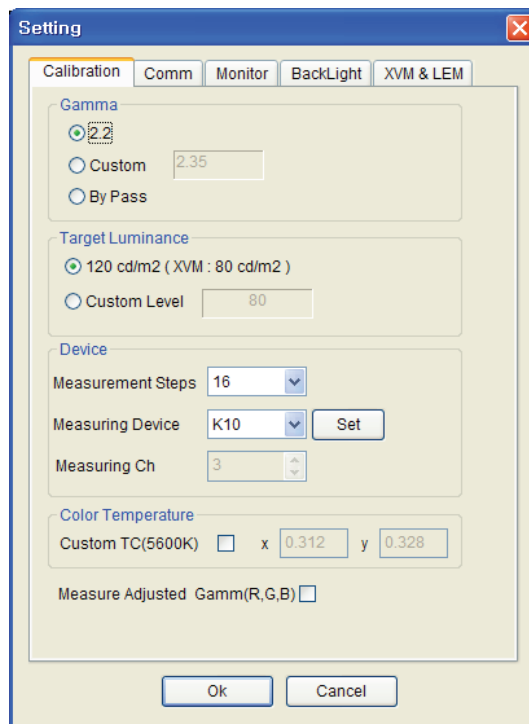 Setting
Calibration Comm Monitor BackLight XVM & LEM
Gamma
2.2
Custom 2.35
By Pass
Target Luminance
120 cd/m2 ( XVM : 80 cd/m2 )
Custom Level 80
Device
Measurement Steps 16
Measuring Device K10 Set
Measuring Ch 3
Color Temperature
Custom TC(5600K) x 0.312 y 0.328
Measure Adjusted Gamm(R,G,B)
Ok Cancel